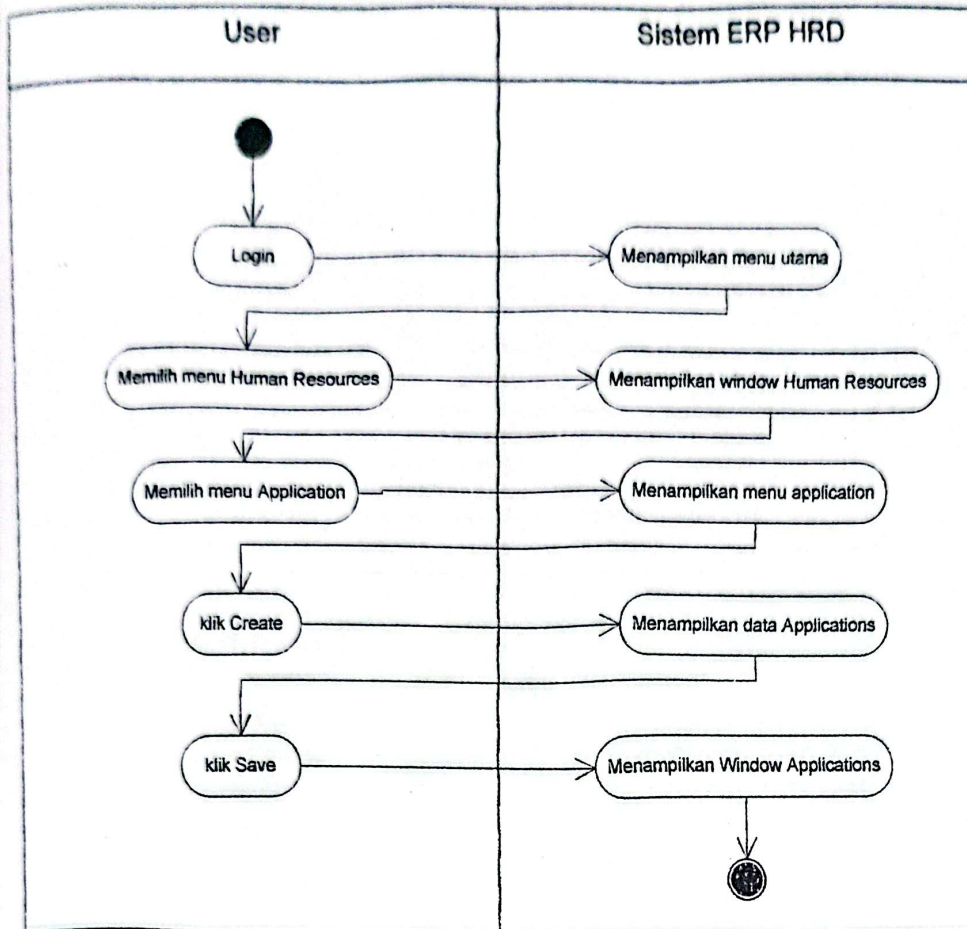 User
Sistem ERP HRD
Login
Menampilkan menu utama
Memilih menu Human Resources
Menampilkan window Human Resources
Memilih menu Application
Menampilkan menu application
klik Create
Menampilkan data Applications
klik Save
Menampilkan Window Applications